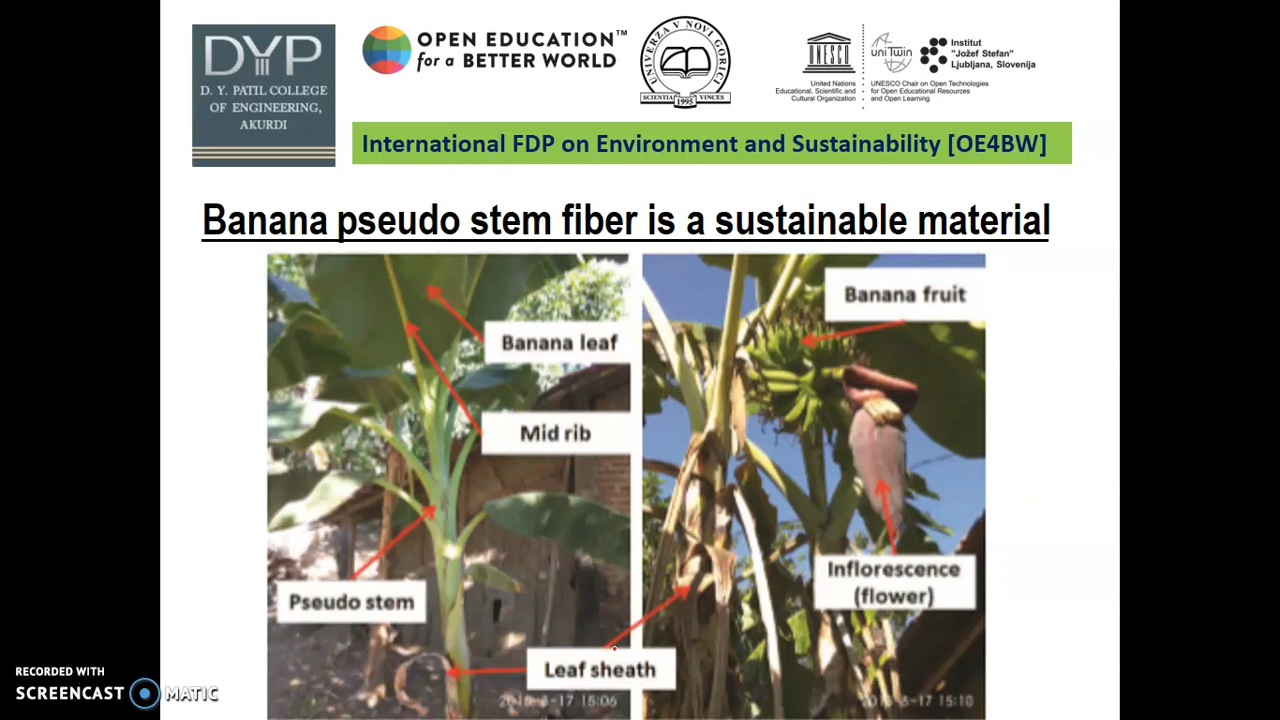 DYP
D. Y. PATIL COLLEGE
OF ENGINEERING,
AKURDI
OPEN EDUCATION™
for a BETTER WORLD
UNIVERZA V NOVI GORICI
SCIENTIA VINCES
1995
UNESCO
United Nations
Educational, Scientific and
Cultural Organization
uniTwin
Institut
"Jožef Stefan"
Ljubljana, Slovenija
UNESCO Chair on Open Technologies
for Open Educational Resources
and Open Learning
International FDP on Environment and Sustainability [OE4BW]
Banana pseudo stem fiber is a sustainable material
Banana leaf
Mid rib
Pseudo stem
Leaf sheath
Banana fruit
Inflorescence
(flower)
15:06
15:10
RECORDED WITH
SCREENCAST MATIC